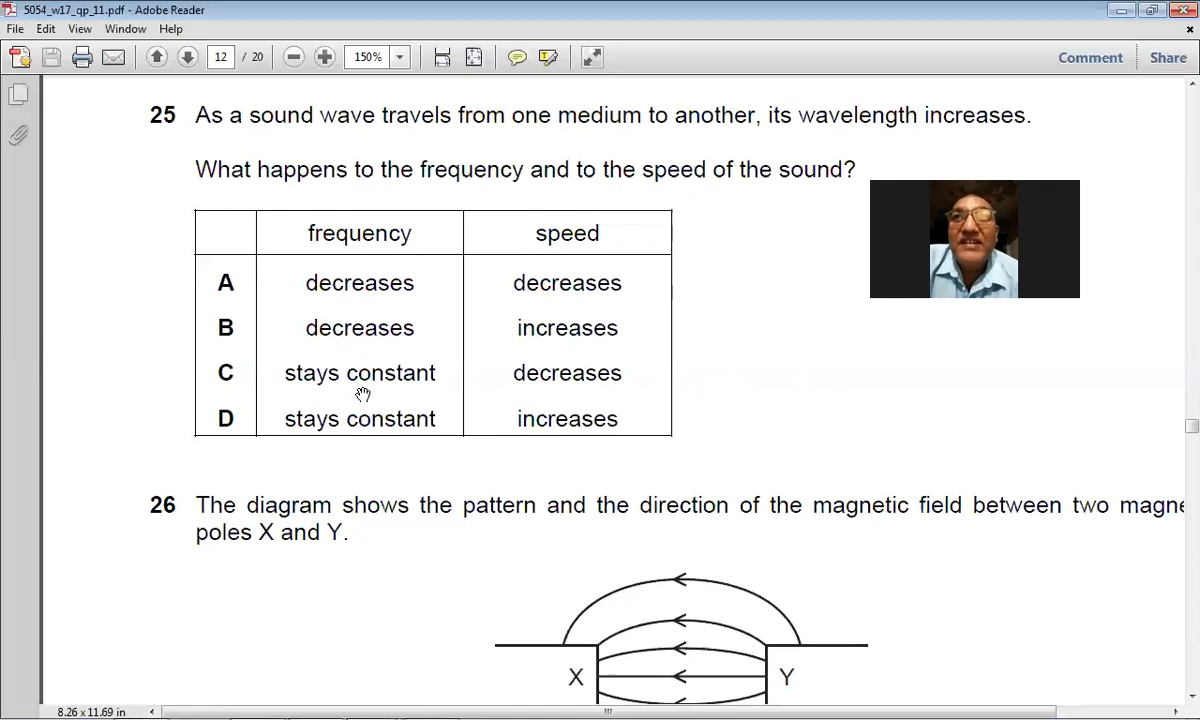 5054_w17_qp_11.pdf - Adobe Reader
File Edit View Window Help
12 / 20 150% Comment Share
25 As a sound wave travels from one medium to another, its wavelength increases.
What happens to the frequency and to the speed of the sound?
frequency speed
A decreases decreases
B decreases increases
C stays constant decreases
D stays constant increases
26 The diagram shows the pattern and the direction of the magnetic field between two magne
poles X and Y.
X Y
8.26 x 11.69 in